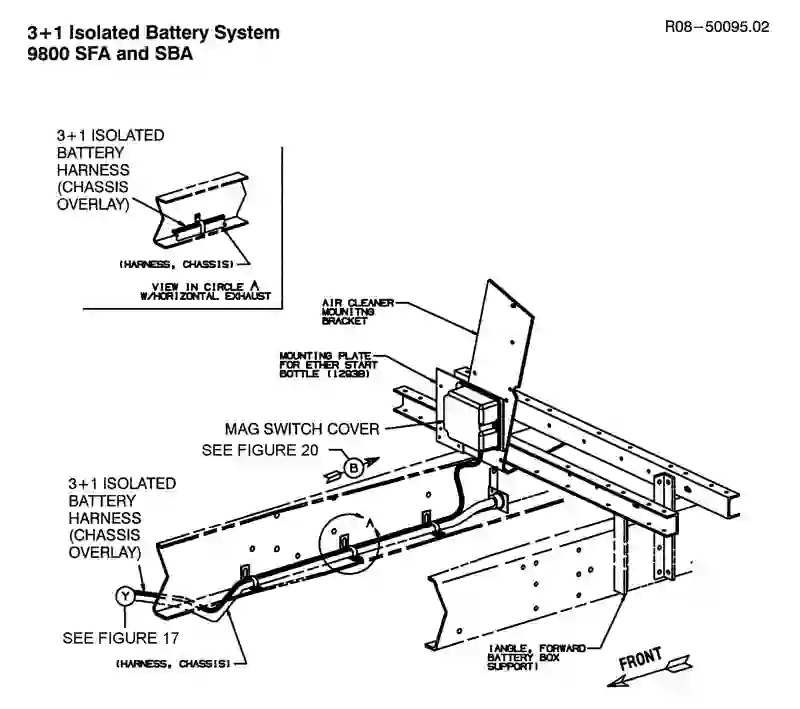 3+1 Isolated Battery System
9800 SFA and SBA
R08-50095.02
3+1 ISOLATED
BATTERY
HARNESS
(CHASSIS
OVERLAY)
(HARNESS, CHASSIS)
VIEW IN CIRCLE A
W/HORIZONTAL EXHAUST
AIR CLEANER
MOUNITNG
BRACKET
MOUNTING PLATE
FOR ETHER START
BOTTLE (12938)
MAG SWITCH COVER
SEE FIGURE 20
B
3+1 ISOLATED
BATTERY
HARNESS
(CHASSIS
OVERLAY)
A
Y
SEE FIGURE 17
(HARNESS, CHASSIS)
(ANGLE, FORWARD
BATTERY BOX
SUPPORT)
FRONT